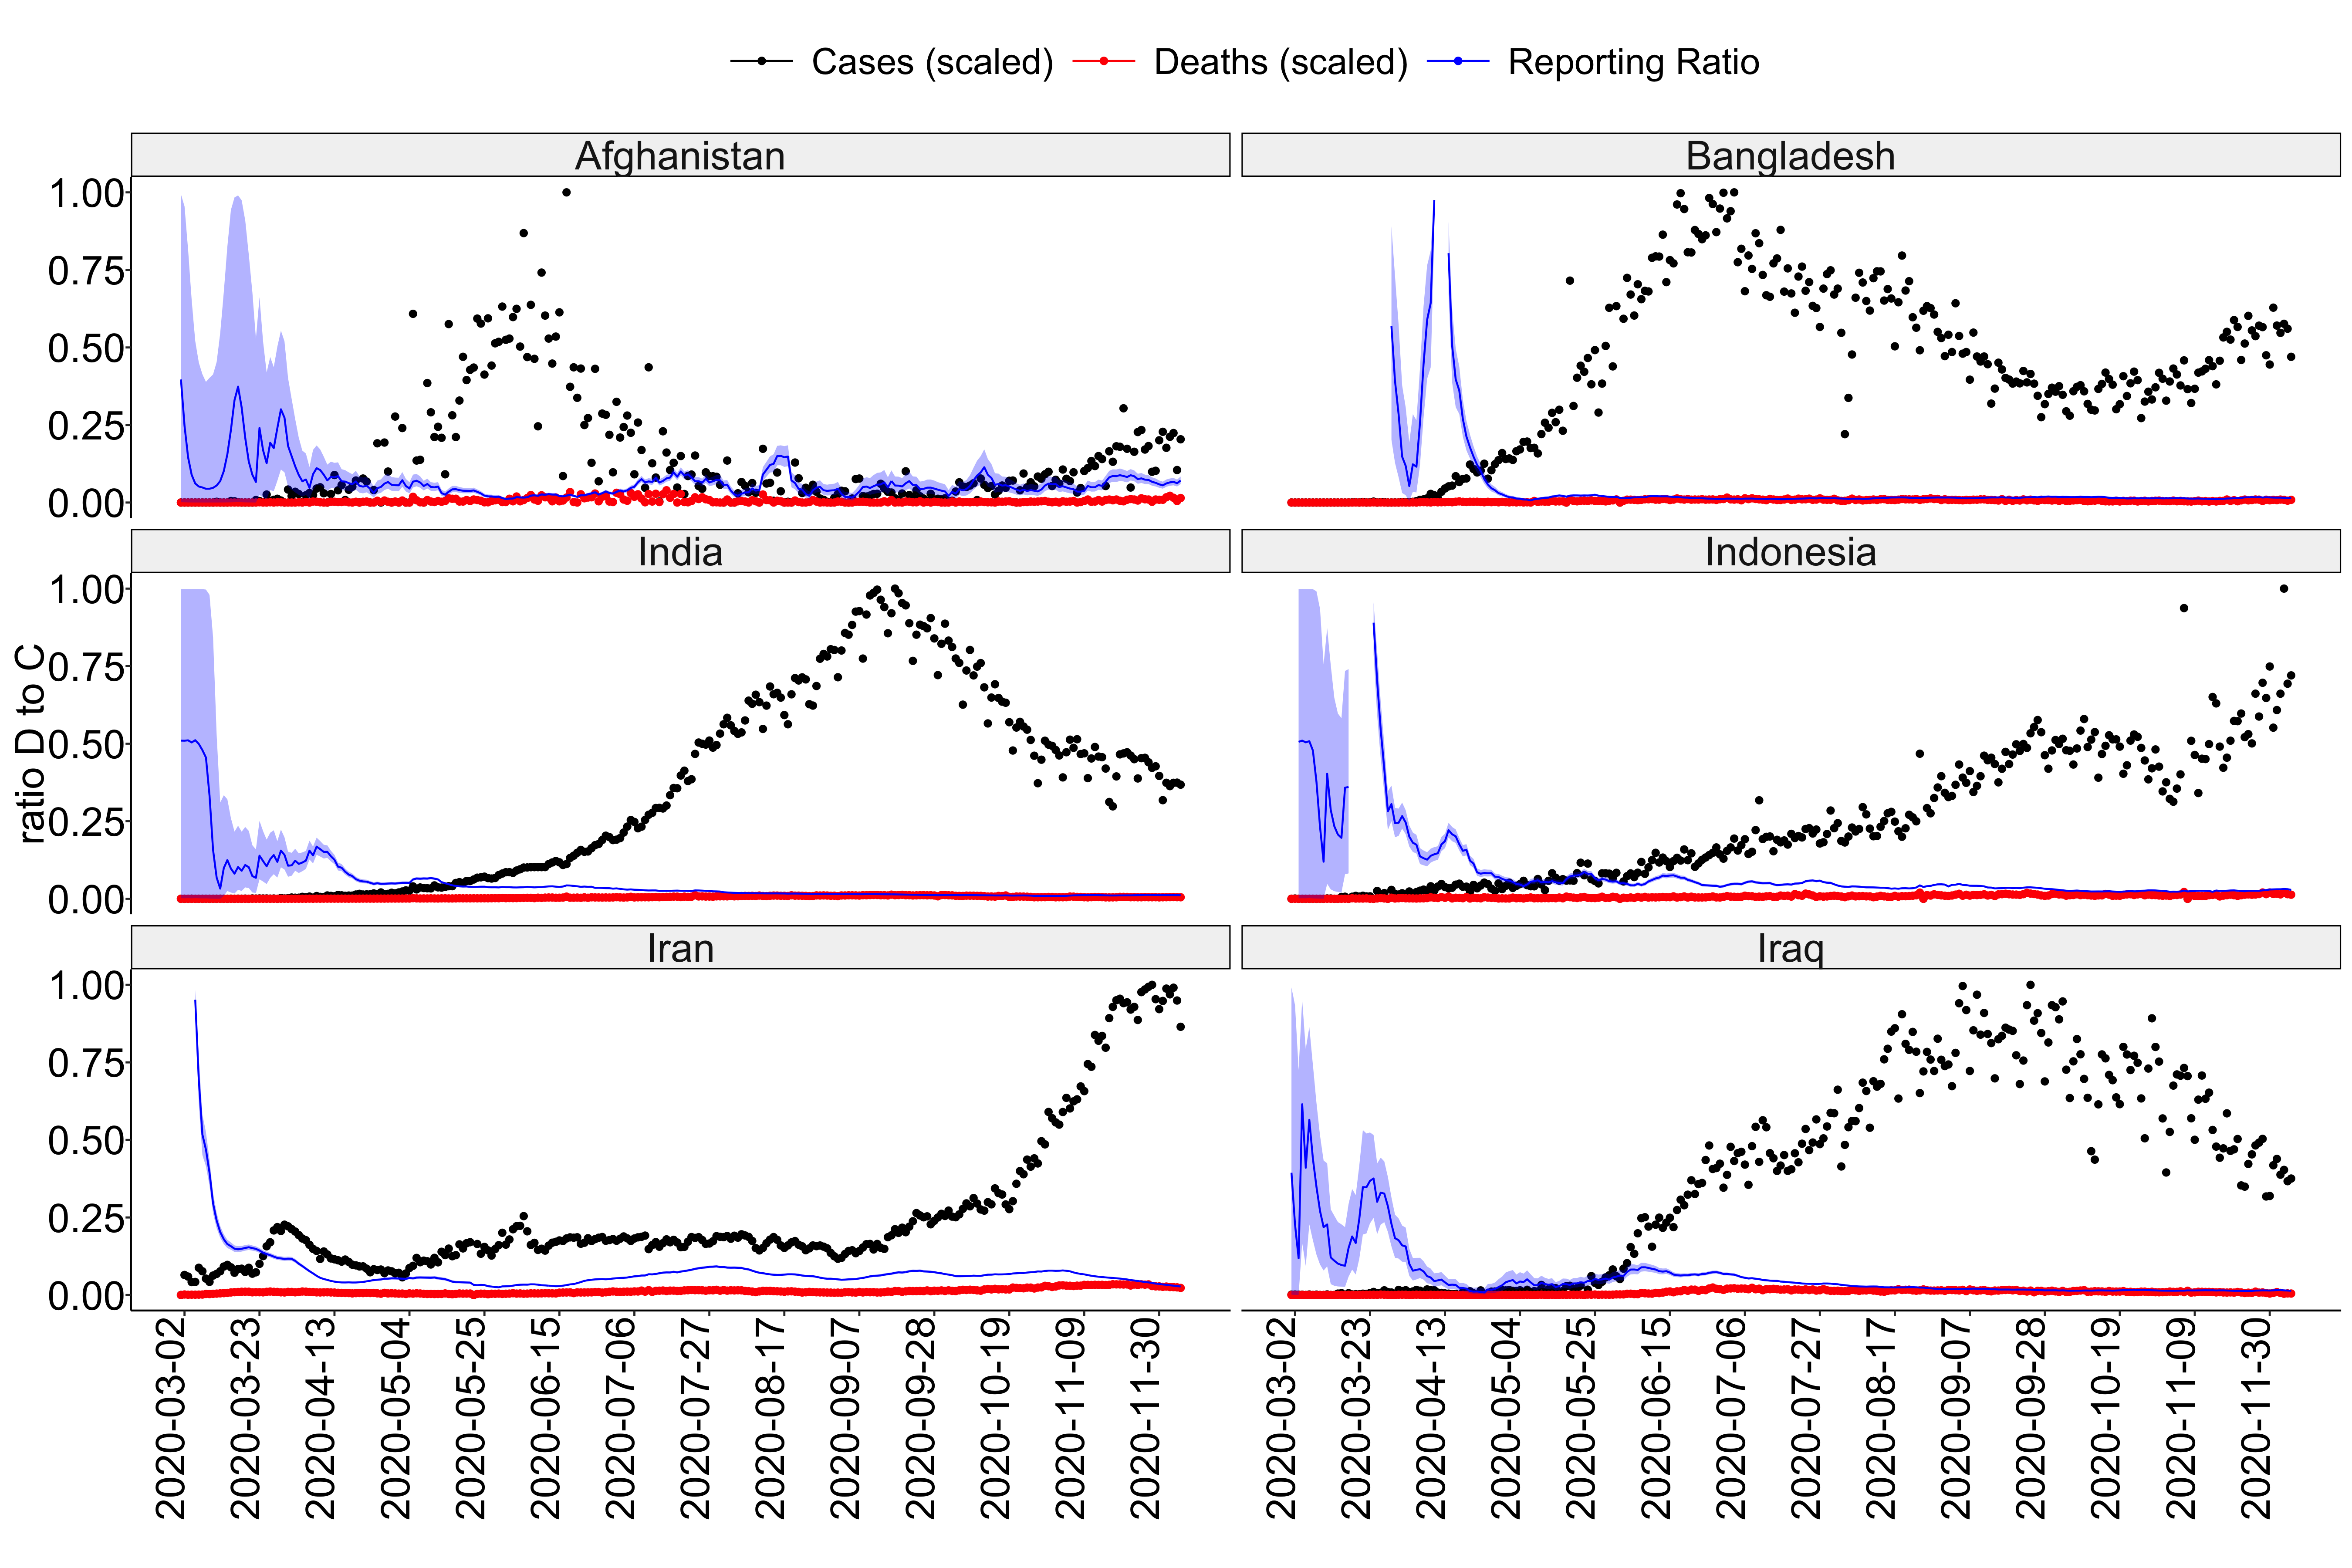 Cases (scaled) Deaths (scaled) Reporting Ratio
Afghanistan Bangladesh
1.00
0.75
0.50
0.25
0.00
India Indonesia
1.00
0.75
0.50
0.25
0.00
ratio D to C
Iran Iraq
1.00
0.75
0.50
0.25
0.00
2020-03-02 2020-03-23 2020-04-13 2020-05-04 2020-05-25 2020-06-15 2020-07-06 2020-07-27 2020-08-17 2020-09-07 2020-09-28 2020-10-19 2020-11-09 2020-11-30 2020-03-02 2020-03-23 2020-04-13 2020-05-04 2020-05-25 2020-06-15 2020-07-06 2020-07-27 2020-08-17 2020-09-07 2020-09-28 2020-10-19 2020-11-09 2020-11-30